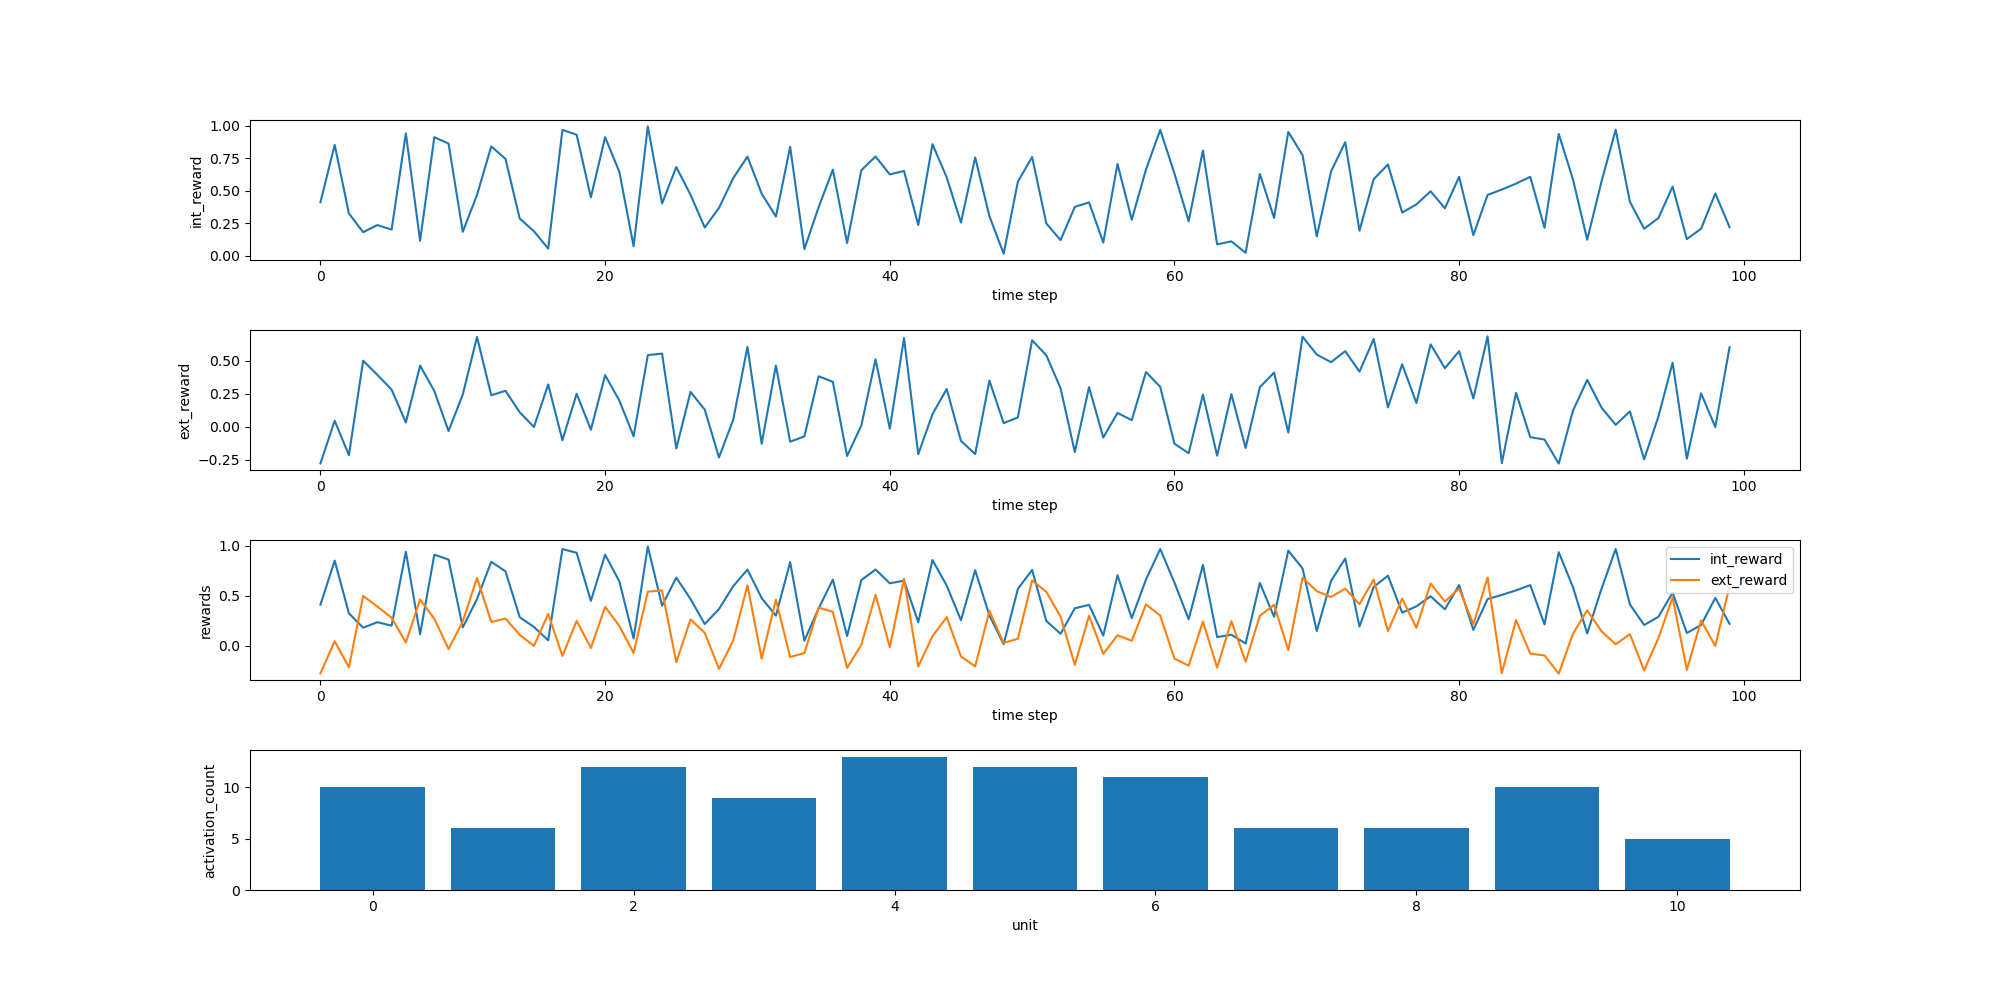 1.00
0.75
0.50
0.25
0.00
int_reward
0 20 40 60 80 100
time step
0.50
0.25
0.00
−0.25
ext_reward
0 20 40 60 80 100
time step
1.0
0.5
0.0
rewards
int_reward
ext_reward
0 20 40 60 80 100
time step
10
5
0
activation_count
0 2 4 6 8 10
unit